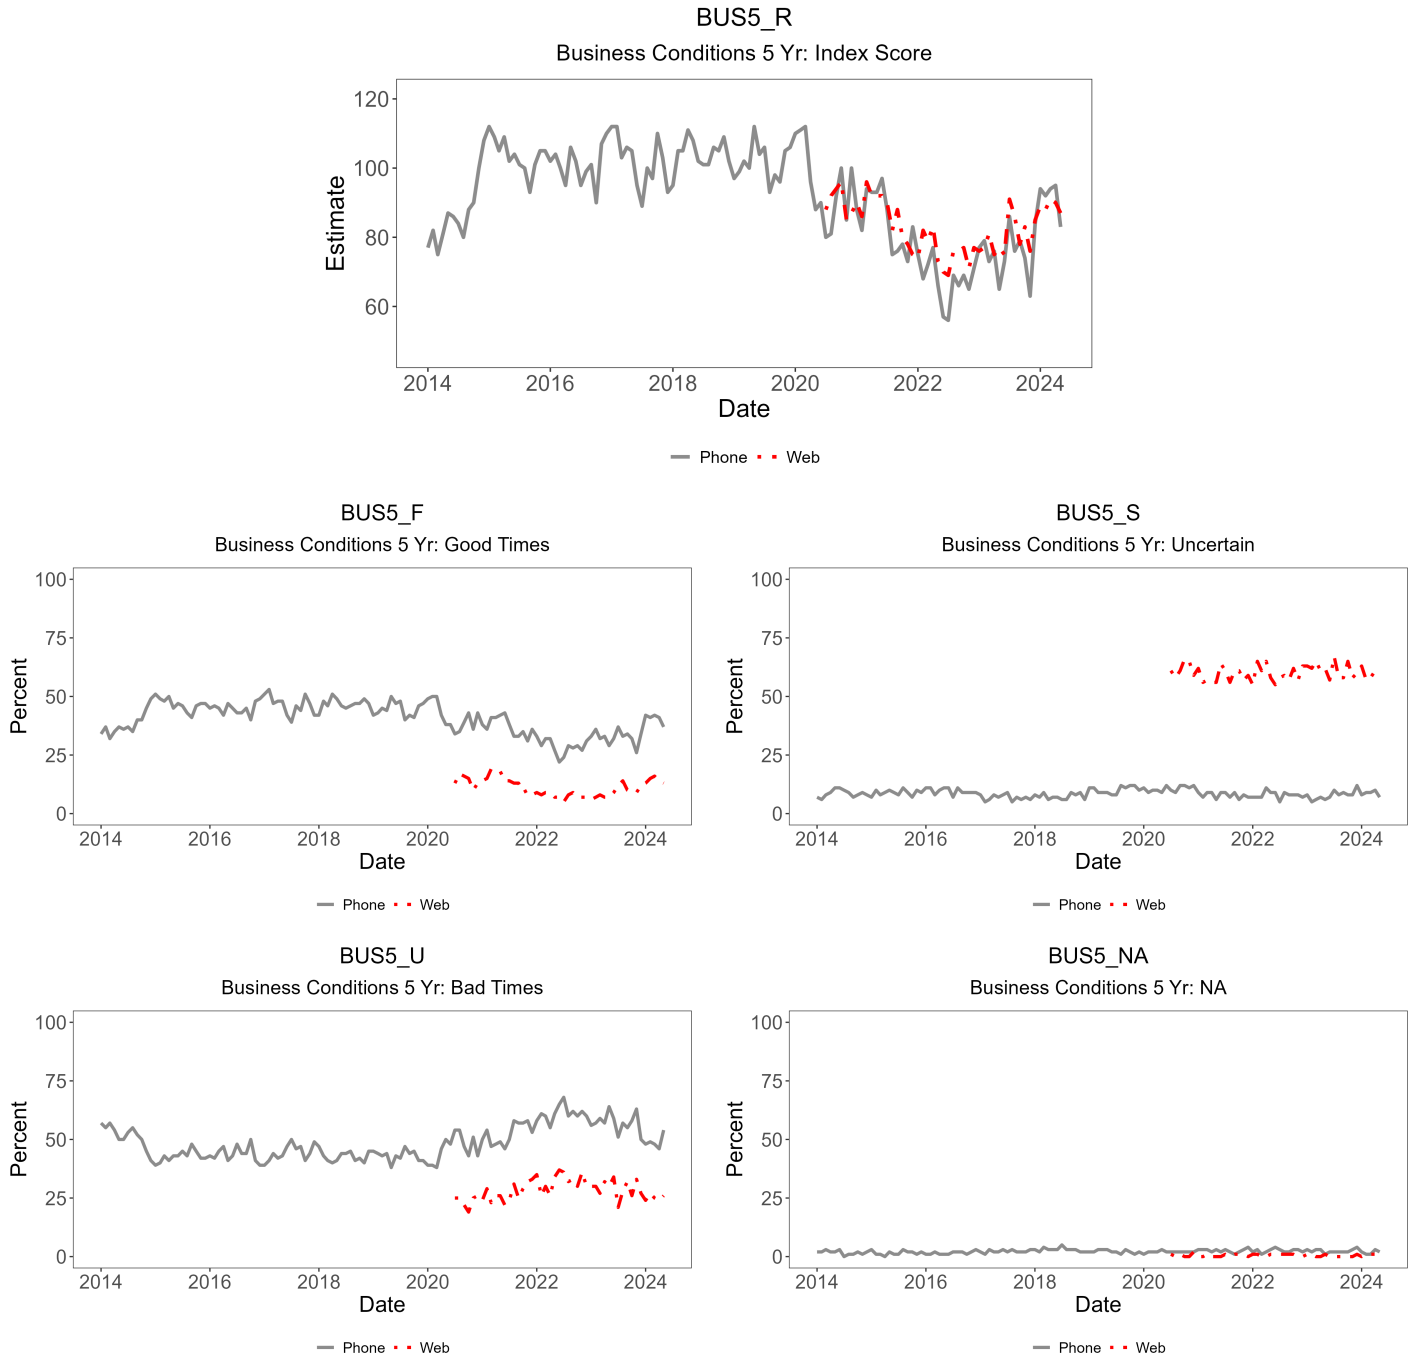 BUS5_R
Business Conditions 5 Yr: Index Score
120
100
80
60
Estimate
2014 2016 2018 2020 2022 2024
Date
Phone Web
BUS5_F
Business Conditions 5 Yr: Good Times
100
75
50
25
0
Percent
2014 2016 2018 2020 2022 2024
Date
Phone Web
BUS5_S
Business Conditions 5 Yr: Uncertain
100
75
50
25
0
Percent
2014 2016 2018 2020 2022 2024
Date
Phone Web
BUS5_U
Business Conditions 5 Yr: Bad Times
100
75
50
25
0
Percent
2014 2016 2018 2020 2022 2024
Date
Phone Web
BUS5_NA
Business Conditions 5 Yr: NA
100
75
50
25
0
Percent
2014 2016 2018 2020 2022 2024
Date
Phone Web